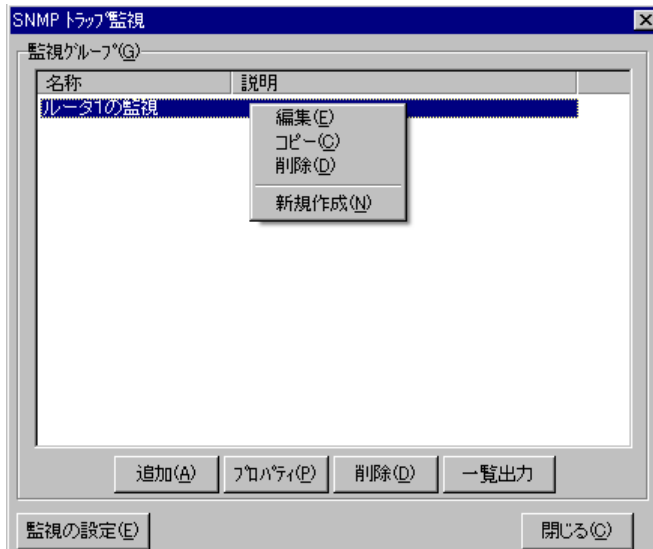 SNMP ﾄﾗｯﾌﾟ監視
監視ｸﾞﾙｰﾌﾟ(G)
名称 説明
ルータ1の監視
編集(E)
コピー(C)
削除(D)
新規作成(N)
追加(A) ﾌﾟﾛﾊﾟﾃｨ(P) 削除(D) 一覧出力
監視の設定(E) 閉じる(C)